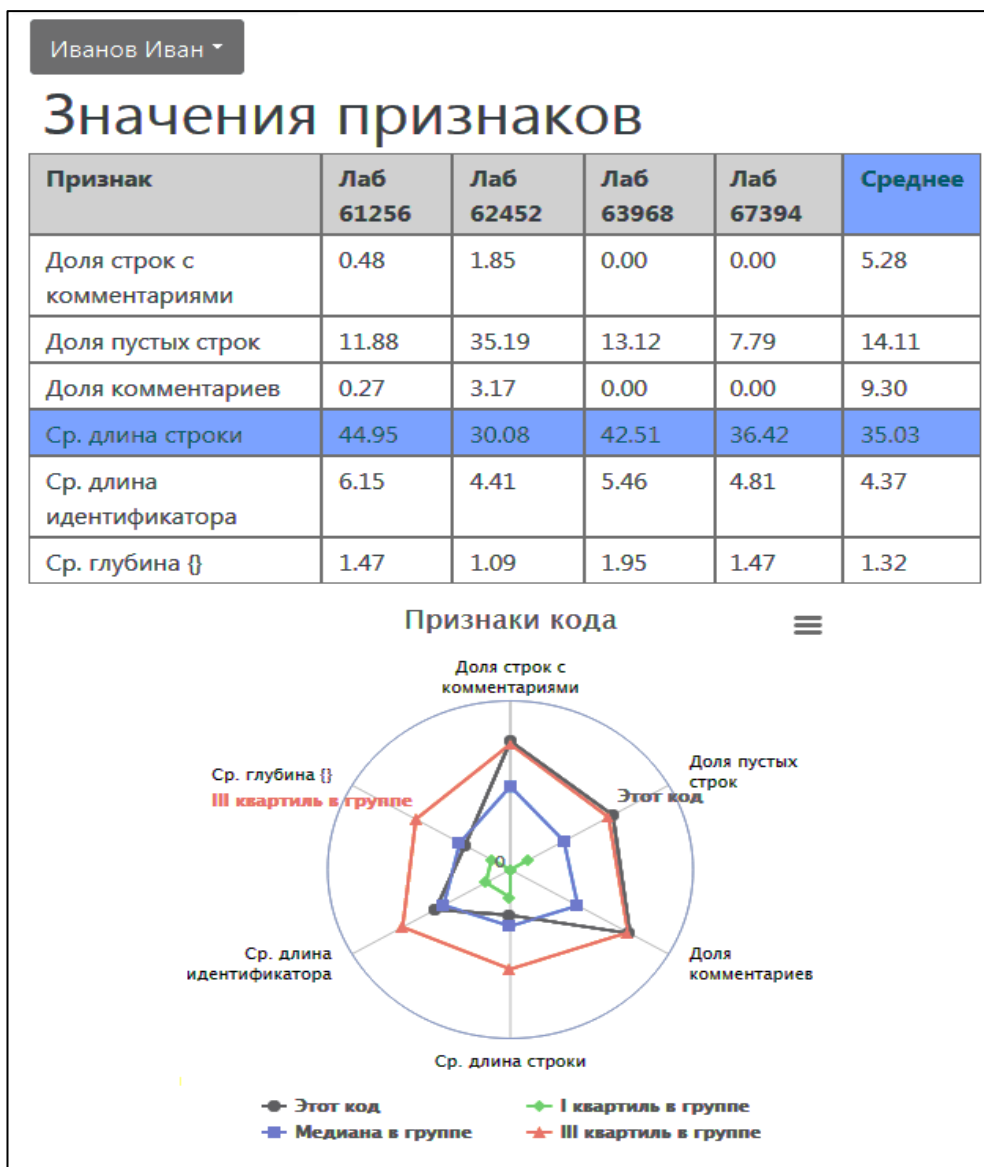 Иванов Иван
Значения признаков
Признак Лаб 61256 Лаб 62452 Лаб 63968 Лаб 67394 Среднее
Доля строк с комментариями 0.48 1.85 0.00 0.00 5.28
Доля пустых строк 11.88 35.19 13.12 7.79 14.11
Доля комментариев 0.27 3.17 0.00 0.00 9.30
Ср. длина строки 44.95 30.08 42.51 36.42 35.03
Ср. длина идентификатора 6.15 4.41 5.46 4.81 4.37
Ср. глубина {} 1.47 1.09 1.95 1.47 1.32
Признаки кода
Доля строк с
комментариями
Доля пустых
строк
Этот код
Ср. глубина {}
III квартиль в группе
0
Ср. длина
идентификатора
Доля
комментариев
Ср. длина строки
Этот код
I квартиль в группе
Медиана в группе
III квартиль в группе